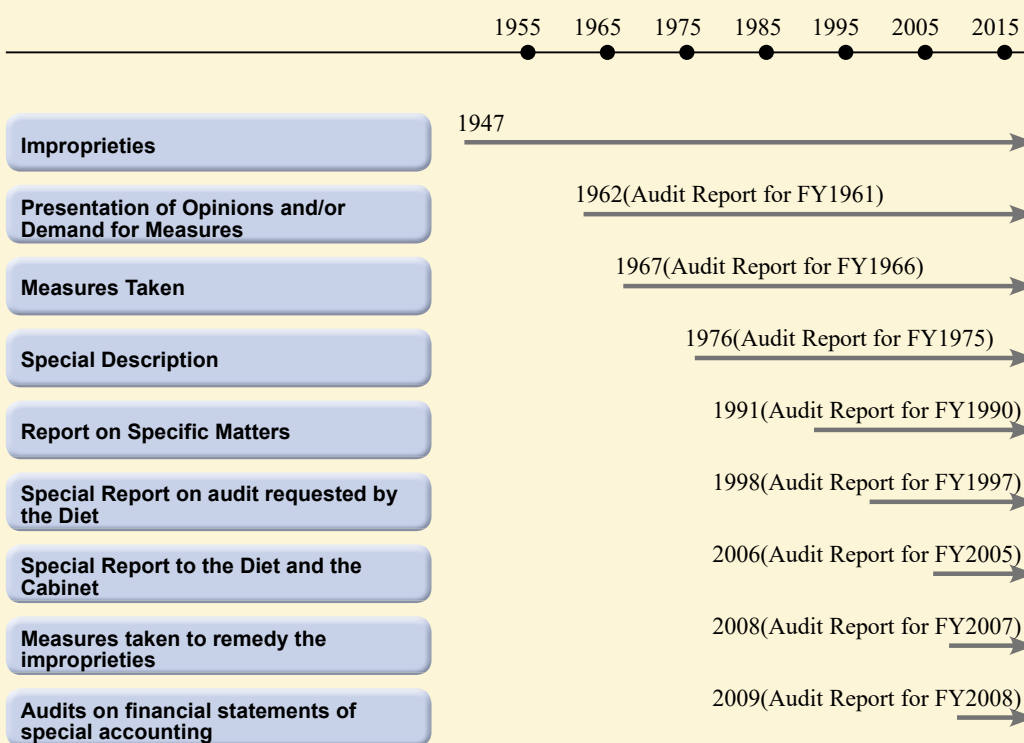 1955 1965 1975 1985 1995 2005 2015
1947
Improprieties
1962(Audit Report for FY1961)
Presentation of Opinions and/or
Demand for Measures
1967(Audit Report for FY1966)
Measures Taken
1976(Audit Report for FY1975)
Special Description
1991(Audit Report for FY1990)
Report on Specific Matters
1998(Audit Report for FY1997)
Special Report on audit requested by
the Diet
2006(Audit Report for FY2005)
Special Report to the Diet and the
Cabinet
2008(Audit Report for FY2007)
Measures taken to remedy the
improprieties
2009(Audit Report for FY2008)
Audits on financial statements of
special accounting